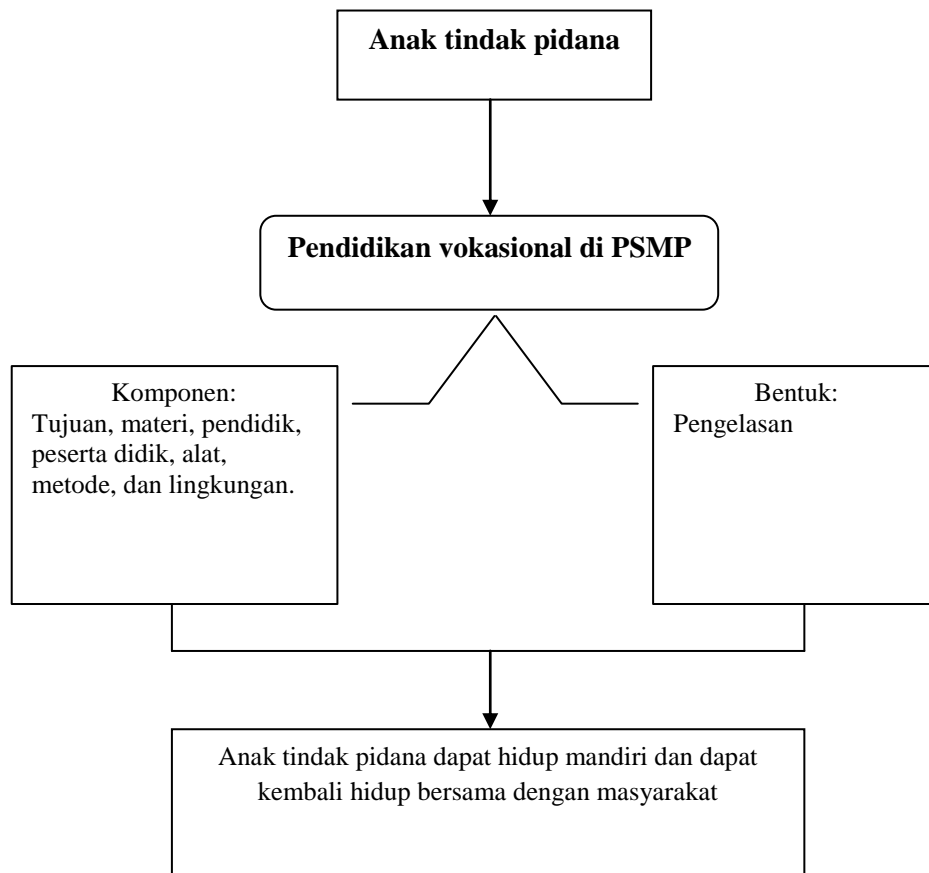 Anak tindak pidana
Pendidikan vokasional di PSMP
Komponen:
Tujuan, materi, pendidik,
peserta didik, alat,
metode, dan lingkungan.
Bentuk:
Pengelasan
Anak tindak pidana dapat hidup mandiri dan dapat
kembali hidup bersama dengan masyarakat